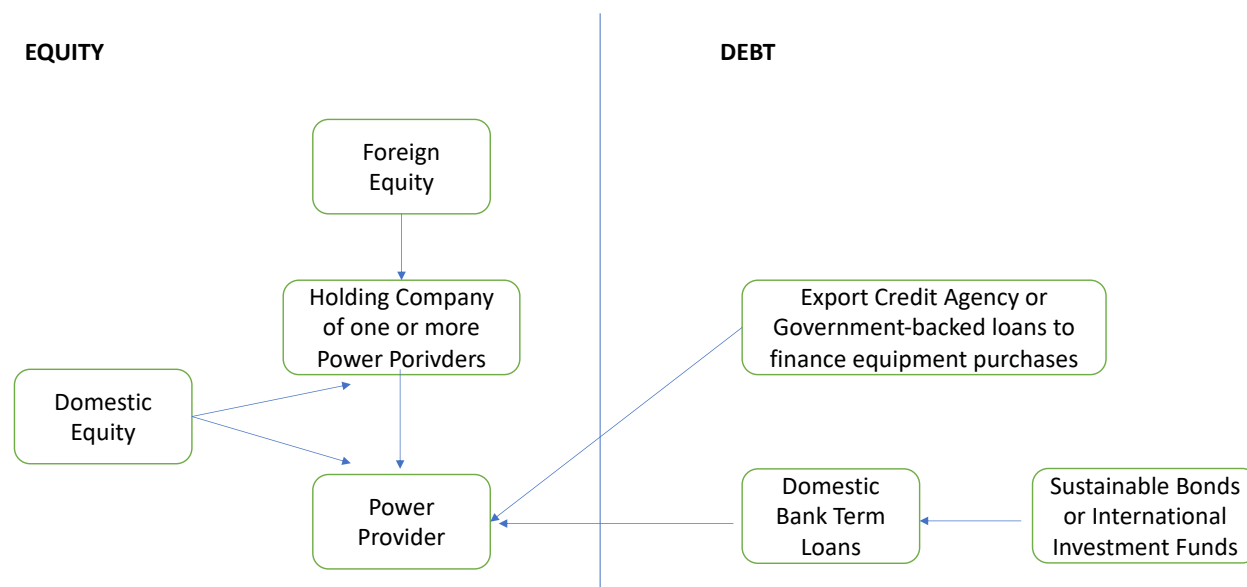 EQUITY
DEBT
Foreign
Equity
Holding Company
of one or more
Power Porivders
Export Credit Agency or
Government-backed loans to
finance equipment purchases
Domestic
Equity
Power
Provider
Domestic
Bank Term
Loans
Sustainable Bonds
or International
Investment Funds